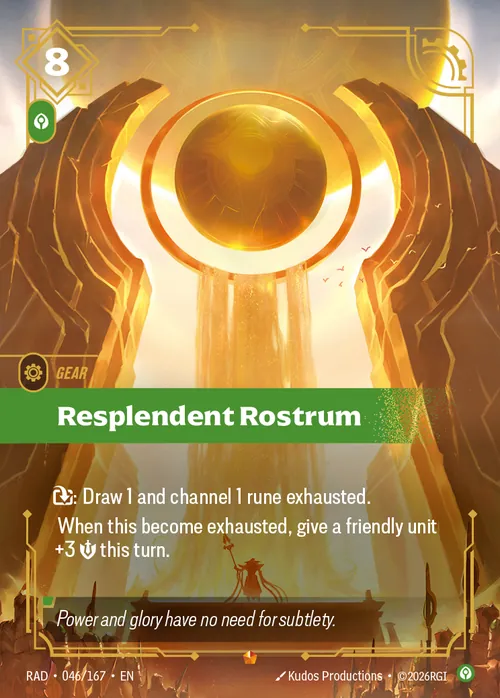 8
GEAR
Resplendent Rostrum
: Draw 1 and channel 1 rune exhausted.
When this become exhausted, give a friendly unit
+3 this turn.
Power and glory have no need for subtlety.
RAD • 046/167 • EN
Kudos Productions • ©2026RGI